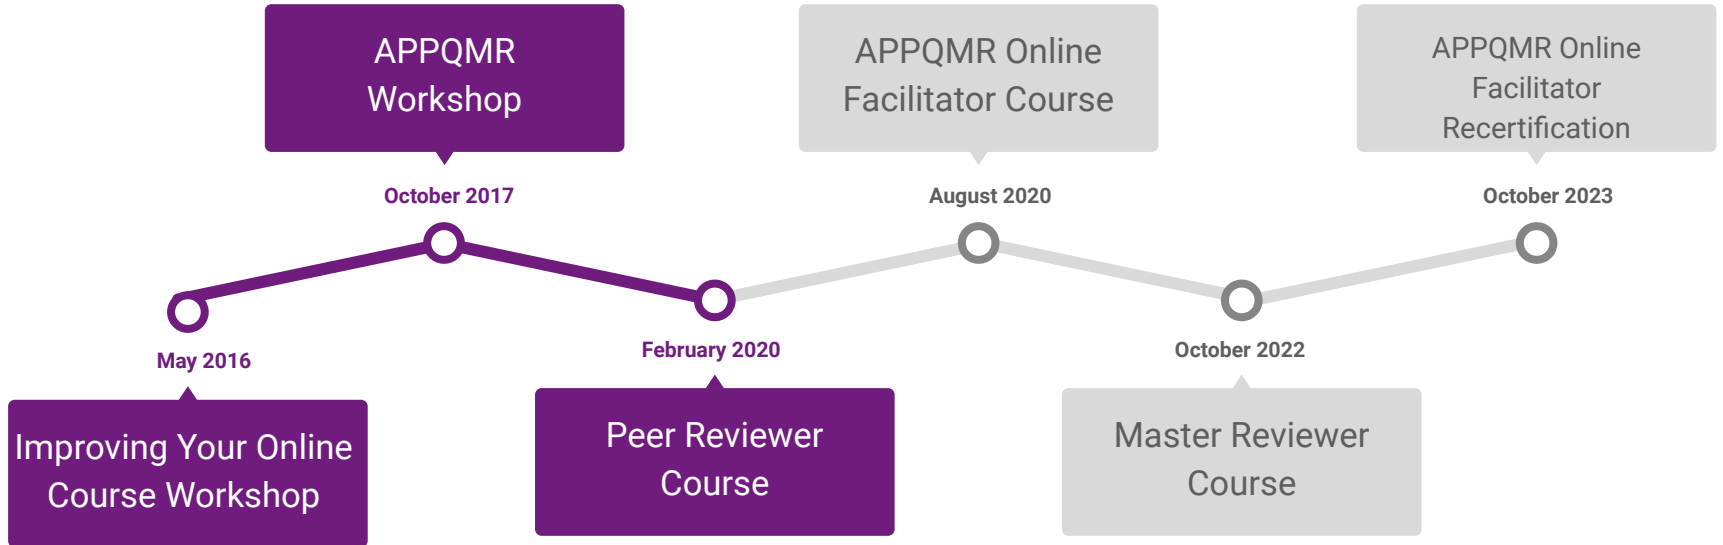 APPQMR
Workshop
APPQMR Online
Facilitator Course
APPQMR Online
Facilitator
Recertification
October 2017
August 2020
October 2023
May 2016
February 2020
October 2022
Improving Your Online
Course Workshop
Peer Reviewer
Course
Master Reviewer
Course